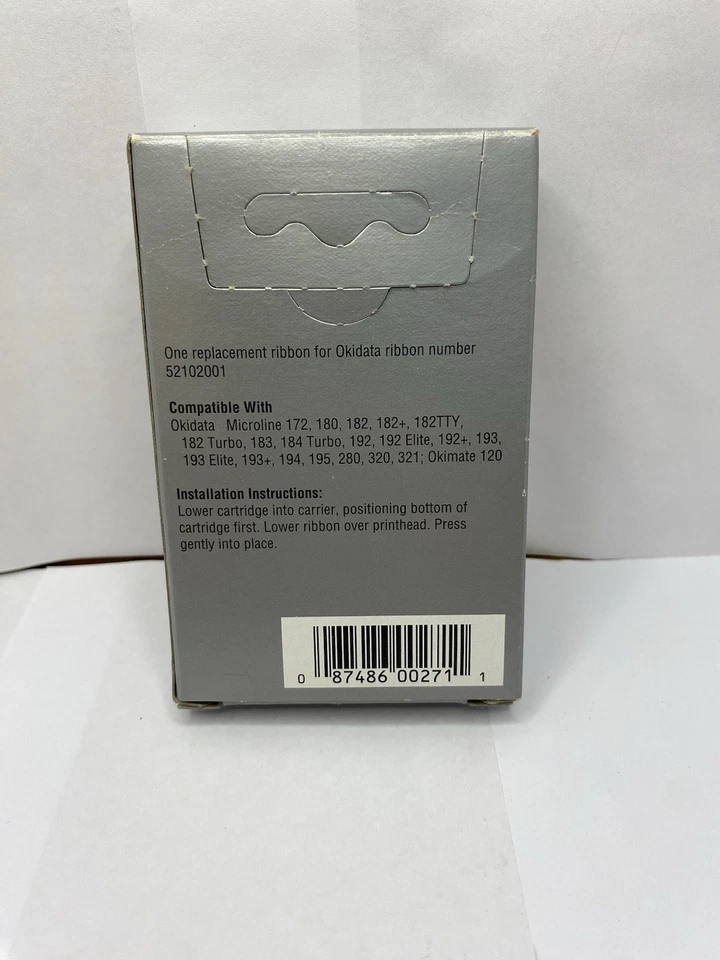 One replacement ribbon for Okidata ribbon number
52102001
Compatible With
Okidata Microline 172, 180, 182, 182+, 182TTY,
182 Turbo, 183, 184 Turbo, 192, 192 Elite, 192+, 193,
193 Elite, 193+, 194, 195, 280, 320, 321; Okimate 120
Installation Instructions:
Lower cartridge into carrier, positioning bottom of
cartridge first. Lower ribbon over printhead. Press
gently into place.
0 87486 00271 1